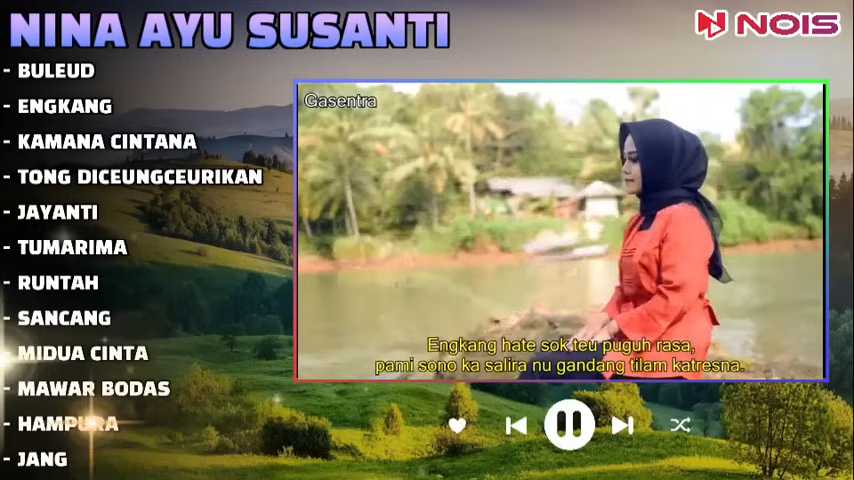 NINA AYU SUSANTI
NOIS
- BULEUD
- ENGKANG
- KAMANA CINTANA
- TONG DICEUNGCEURIKAN
- JAYANTI
- TUMARIMA
- RUNTAH
- SANCANG
- MIDUA CINTA
- MAWAR BODAS
- HAMPURA
- JANG
Gasentra
Engkang hate sok teu puguh rasa,
pami sono ka salira nu gandang tilam katresna.